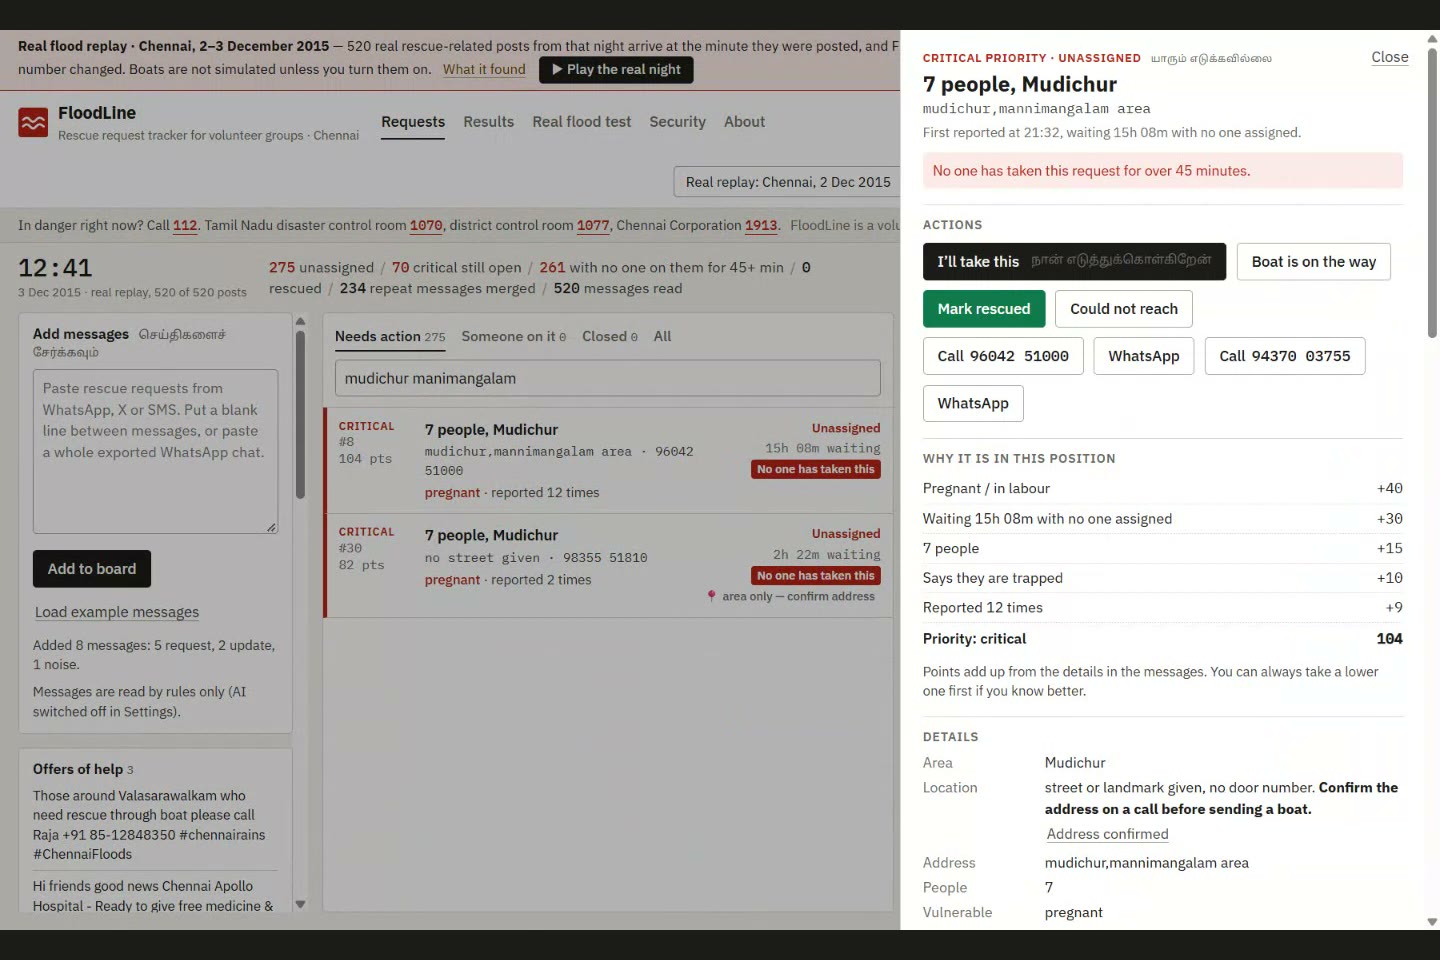 Real flood replay · Chennai, 2–3 December 2015 — 520 real rescue-related posts from that night arrive at the minute they were posted, and F
number changed. Boats are not simulated unless you turn them on. What it found ▶ Play the real night
FloodLine
Rescue request tracker for volunteer groups · Chennai
Requests Results Real flood test Security About
Real replay: Chennai, 2 Dec 2015
In danger right now? Call 112. Tamil Nadu disaster control room 1070, district control room 1077, Chennai Corporation 1913. FloodLine is a volu
12:41
3 Dec 2015 · real replay, 520 of 520 posts
275 unassigned / 70 critical still open / 261 with no one on them for 45+ min / 0
rescued / 234 repeat messages merged / 520 messages read
Add messages செய்திகளைச்
சேர்க்கவும்
Paste rescue requests from
WhatsApp, X or SMS. Put a blank
line between messages, or paste
a whole exported WhatsApp chat.
Add to board
Load example messages
Added 8 messages: 5 request, 2 update,
1 noise.
Messages are read by rules only (AI
switched off in Settings).
Offers of help 3
Those around Valasarawalkam who
need rescue through boat please call
Raja +91 85-12848350 #chennairains
#ChennaiFloods
Hi friends good news Chennai Apollo
Hospital - Ready to give free medicine &
Needs action 275 Someone on it 0 Closed 0 All
mudichur manimangalam
CRITICAL
#8
104 pts
7 people, Mudichur
mudichur,mannimangalam area · 96042
51000
pregnant · reported 12 times
Unassigned
15h 08m waiting
No one has taken this
CRITICAL
#30
82 pts
7 people, Mudichur
no street given · 98355 51810
pregnant · reported 2 times
Unassigned
2h 22m waiting
No one has taken this
📍 area only — confirm address
CRITICAL PRIORITY · UNASSIGNED யாரும் எடுக்கவில்லை
Close
7 people, Mudichur
mudichur,mannimangalam area
First reported at 21:32, waiting 15h 08m with no one assigned.
No one has taken this request for over 45 minutes.
ACTIONS
I'll take this நான் எடுத்துக்கொள்கிறேன் Boat is on the way
Mark rescued Could not reach
Call 96042 51000 WhatsApp Call 94370 03755
WhatsApp
WHY IT IS IN THIS POSITION
Pregnant / in labour +40
Waiting 15h 08m with no one assigned +30
7 people +15
Says they are trapped +10
Reported 12 times +9
Priority: critical 104
Points add up from the details in the messages. You can always take a lower
one first if you know better.
DETAILS
Area Mudichur
Location street or landmark given, no door number. Confirm the
address on a call before sending a boat.
Address confirmed
Address mudichur,mannimangalam area
People 7
Vulnerable pregnant